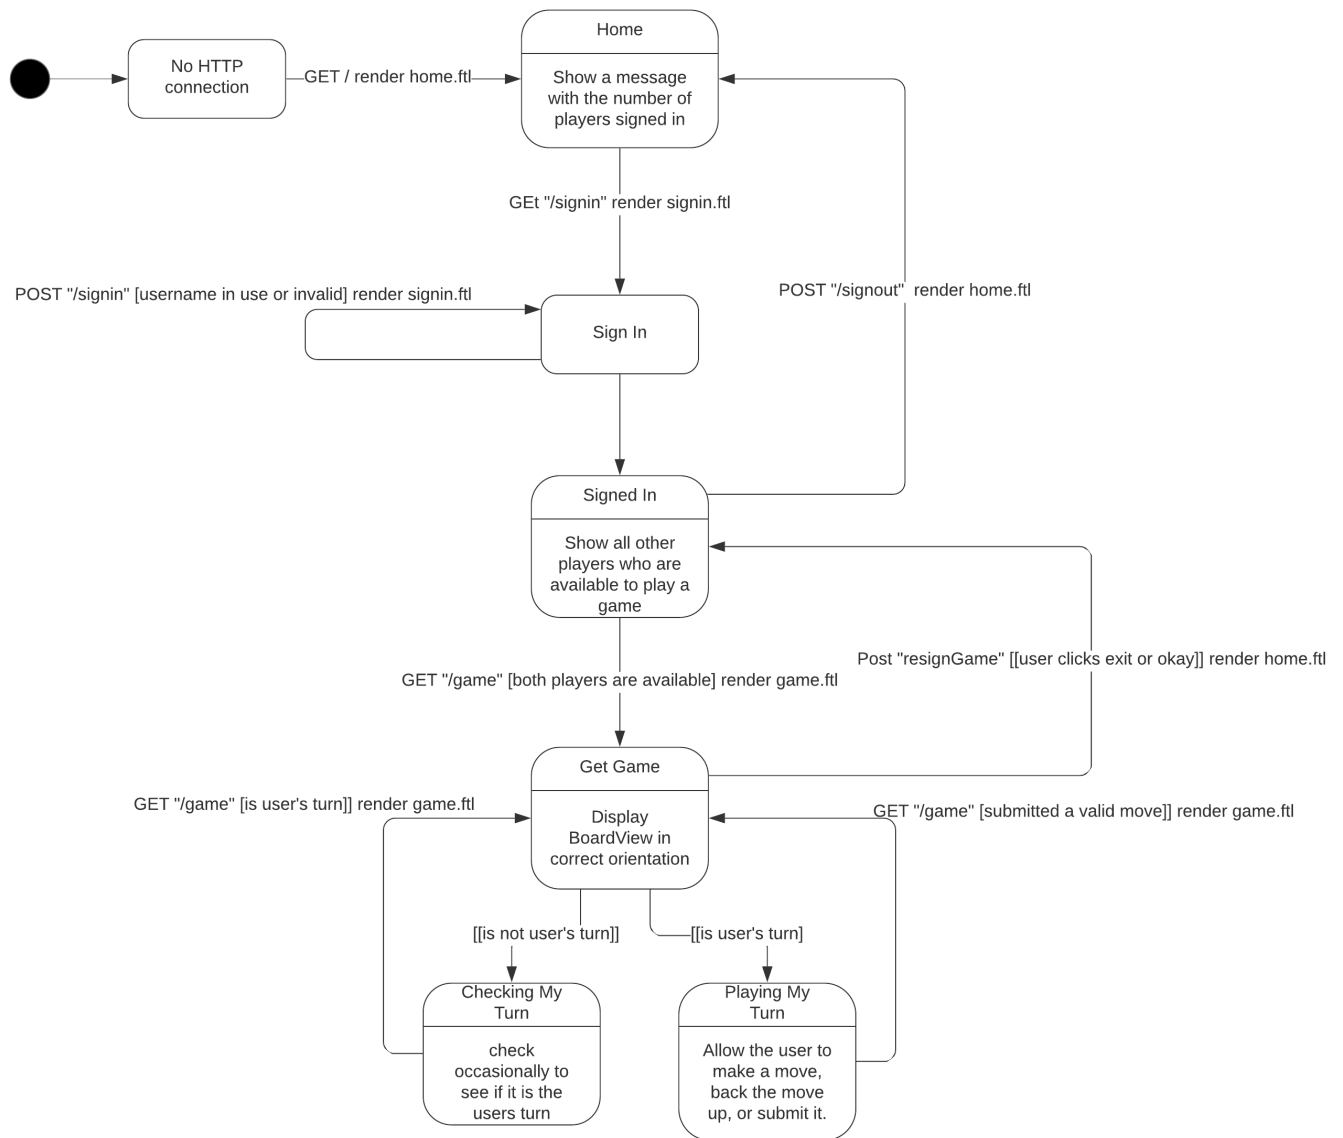 Home
No HTTP
connection
GET / render home.ftl
Show a message
with the number of
players signed in
GEt "/signin" render signin.ftl
POST "/signin" [username in use or invalid] render signin.ftl
POST "/signout"  render home.ftl
Sign In
Signed In
Show all other
players who are
available to play a
game
Post "resignGame" [[user clicks exit or okay]] render home.ftl
GET "/game" [both players are available] render game.ftl
Get Game
GET "/game" [is user's turn]] render game.ftl
GET "/game" [submitted a valid move]] render game.ftl
Display
BoardView in
correct orientation
[[is not user's turn]]
[[is user's turn]
Checking My
Turn
check
occasionally to
see if it is the
users turn
Playing My
Turn
Allow the user to
make a move,
back the move
up, or submit it.